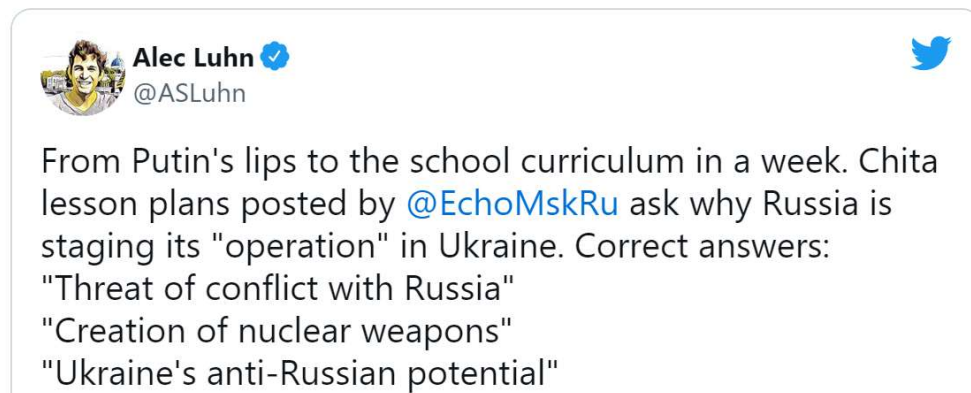 Alec Luhn
@ASLuhn
From Putin's lips to the school curriculum in a week. Chita
lesson plans posted by @EchoMskRu ask why Russia is
staging its "operation" in Ukraine. Correct answers:
"Threat of conflict with Russia"
"Creation of nuclear weapons"
"Ukraine's anti-Russian potential"